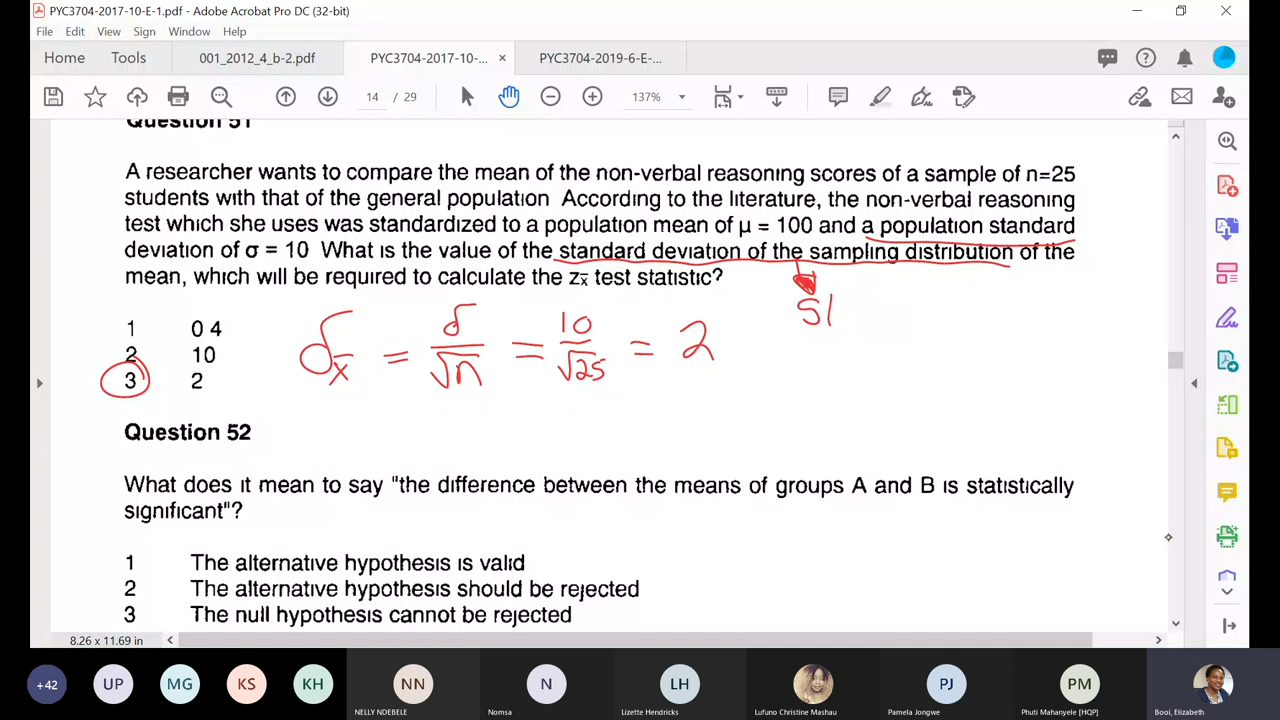 PYC3704-2017-10-E-1.pdf - Adobe Acrobat Pro DC (32-bit)
File Edit View Sign Window Help
Home Tools 001_2012_4_b-2.pdf PYC3704-2017-10-... × PYC3704-2019-6-E-...
14 / 29 137%
Question 51
A researcher wants to compare the mean of the non-verbal reasoning scores of a sample of n=25
students with that of the general population According to the literature, the non-verbal reasoning
test which she uses was standardized to a population mean of μ = 100 and a population standard
deviation of σ = 10 What is the value of the standard deviation of the sampling distribution of the
mean, which will be required to calculate the zx̅ test statistic?
1 0 4
2 10
3 2
σx̅ = σ/√n = 10/√25 = 2
Question 52
What does it mean to say "the difference between the means of groups A and B is statistically
significant"?
1 The alternative hypothesis is valid
2 The alternative hypothesis should be rejected
3 The null hypothesis cannot be rejected
8.26 x 11.69 in
+42 UP MG KS KH NN N LH PJ PM
NELLY NDEBELE Nomsa Lizette Hendricks Lufuno Christine Mashau Pamela Jongwe Phuti Mahanyele [HQP] Booi, Elizabeth